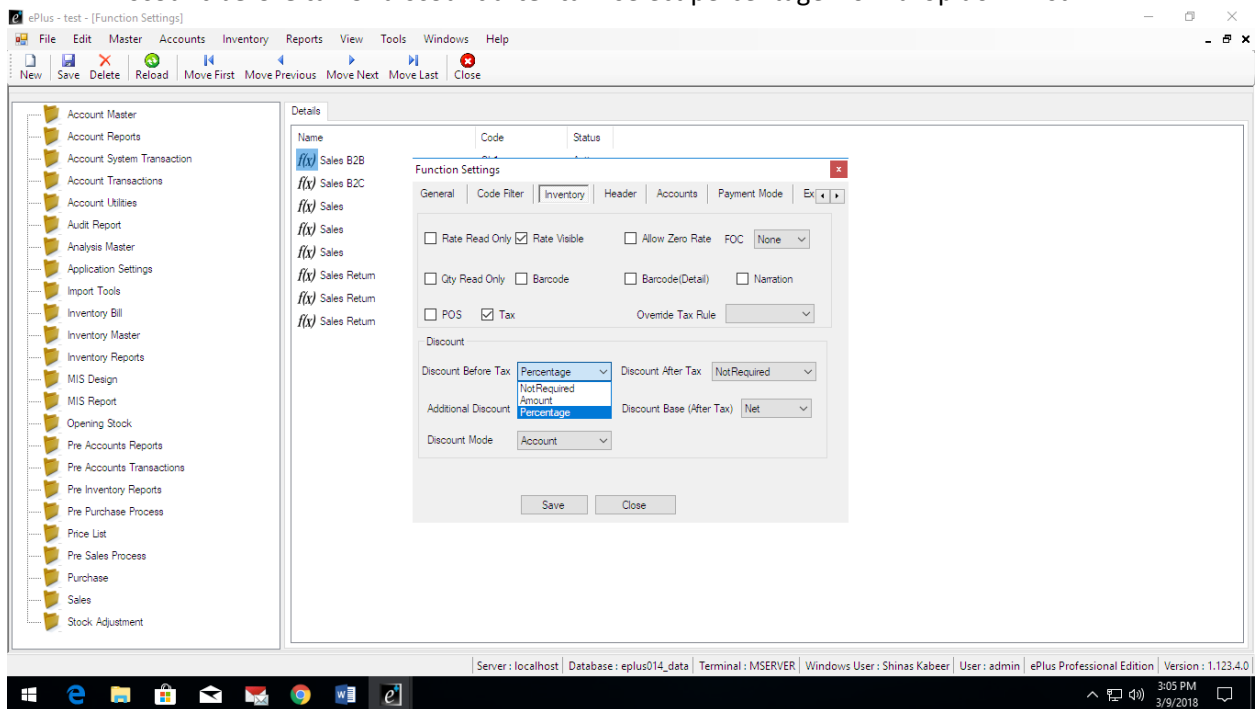 ePlus - test - [Function Settings]
File Edit Master Accounts Inventory Reports View Tools Windows Help
New Save Delete Reload Move First Move Previous Move Next Move Last Close
Account Master
Account Reports
Account System Transaction
Account Transactions
Account Utilities
Audit Report
Analysis Master
Application Settings
Import Tools
Inventory Bill
Inventory Master
Inventory Reports
MIS Design
MIS Report
Opening Stock
Pre Accounts Reports
Pre Accounts Transactions
Pre Inventory Reports
Pre Purchase Process
Price List
Pre Sales Process
Purchase
Sales
Stock Adjustment
Details
Name Code Status
f(x) Sales B2B
f(x) Sales B2C
f(x) Sales
f(x) Sales
f(x) Sales
f(x) Sales Return
f(x) Sales Return
f(x) Sales Return
Function Settings
General Code Filter Inventory Header Accounts Payment Mode Ex
Rate Read Only Rate Visible Allow Zero Rate FOC None
Qty Read Only Barcode Barcode(Detail) Narration
POS Tax Override Tax Rule
Discount
Discount Before Tax Percentage Discount After Tax NotRequired
NotRequired
Amount
Percentage
Additional Discount Discount Base (After Tax) Net
Discount Mode Account
Save Close
Server : localhost Database : eplus014_data Terminal : MSERVER Windows User : Shinas Kabeer User : admin ePlus Professional Edition Version : 1.123.4.0
3:05 PM
3/9/2018